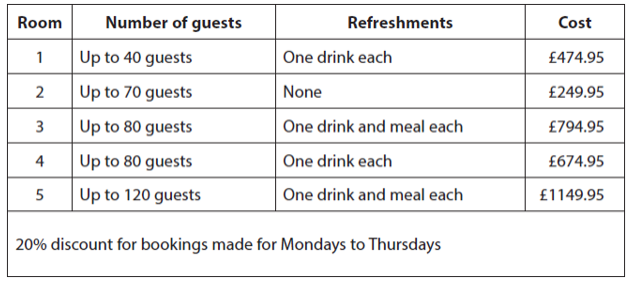 Room Number of guests Refreshments Cost
1 Up to 40 guests One drink each £474.95
2 Up to 70 guests None £249.95
3 Up to 80 guests One drink and meal each £794.95
4 Up to 80 guests One drink each £674.95
5 Up to 120 guests One drink and meal each £1149.95
20% discount for bookings made for Mondays to Thursdays